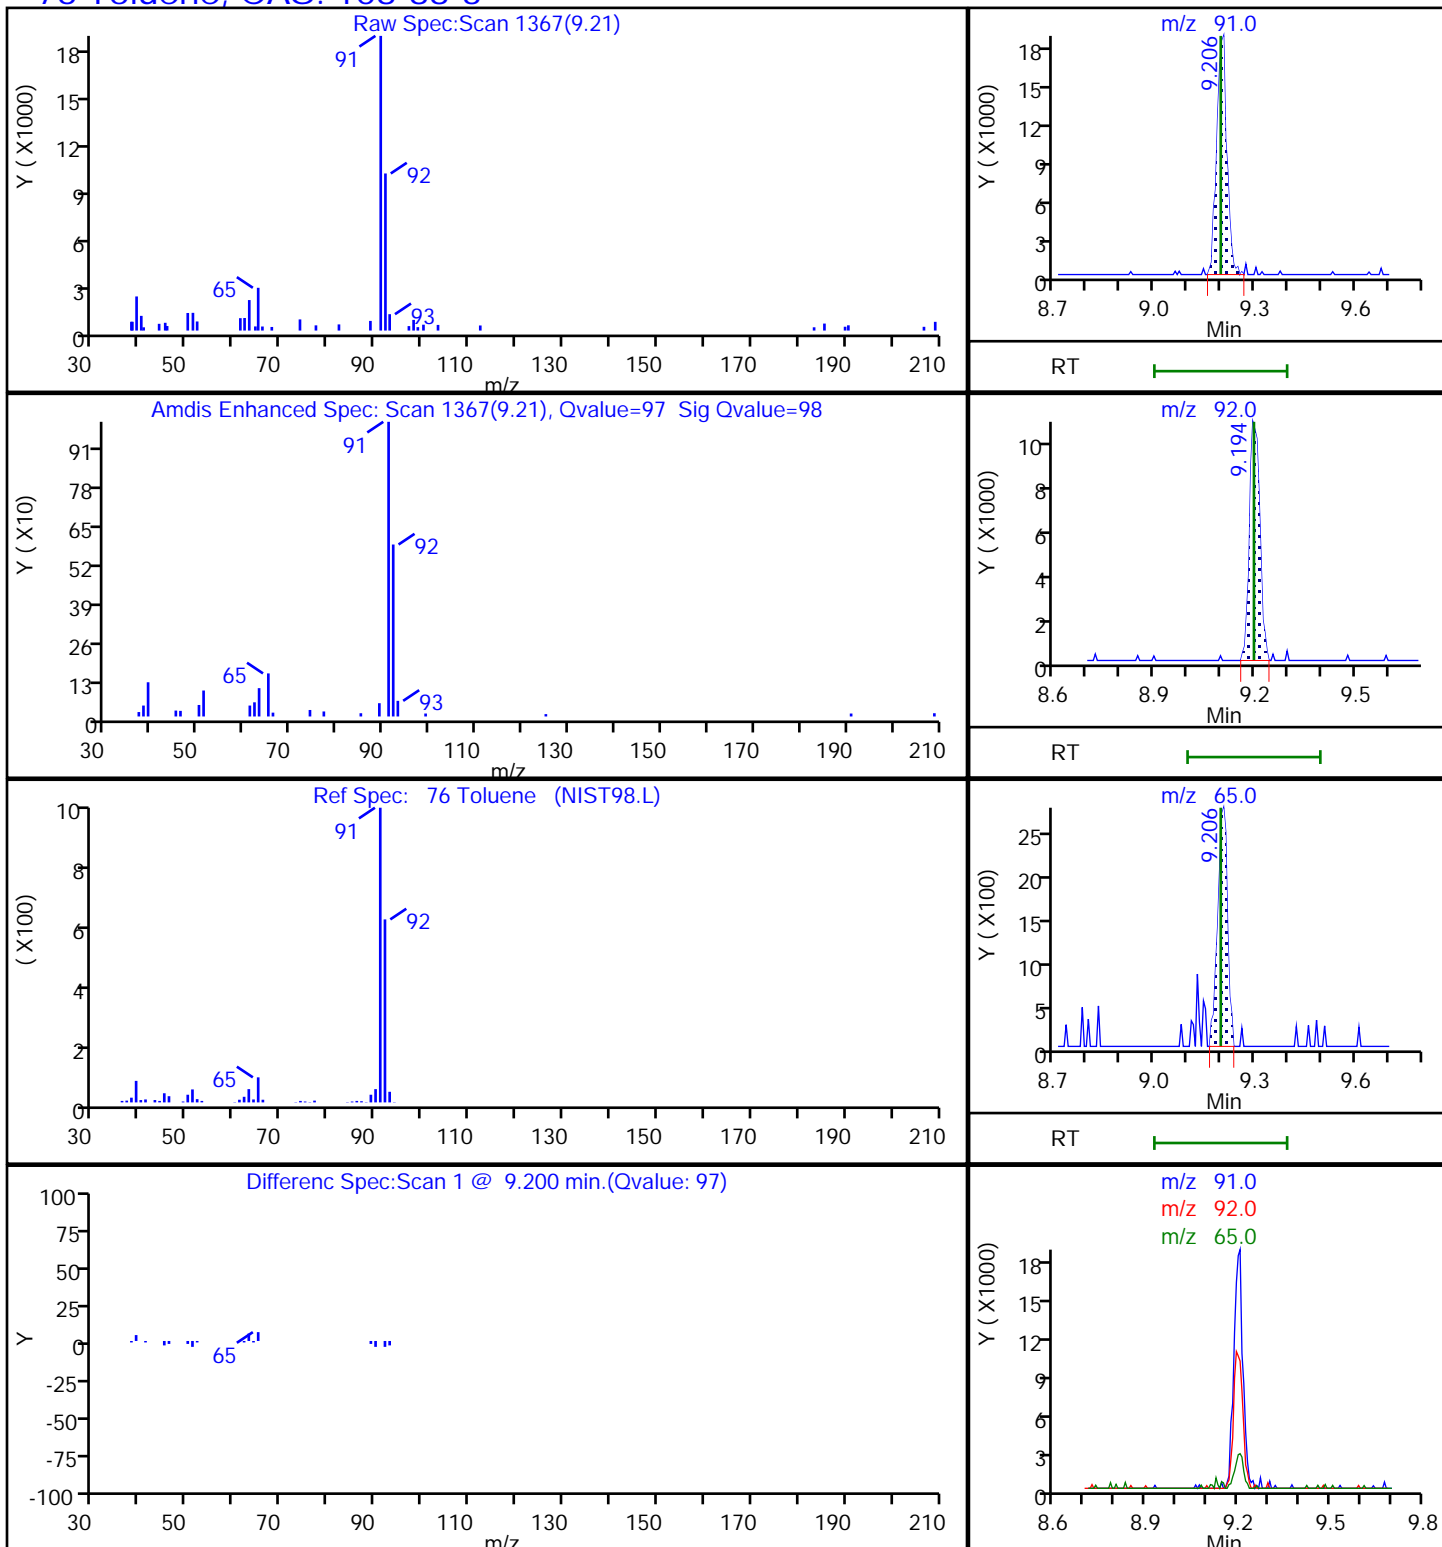 Raw Spec:Scan 1367(9.21)
Y ( X1000)
18
15
12
9
6
3
0
91
92
65
93
30 50 70 90 110 130 150 170 190 210
m/z
m/z 91.0
Y ( X1000)
18
15
12
9
6
3
0
9.206
8.7 9.0 9.3 9.6
Min
RT
Amdis Enhanced Spec: Scan 1367(9.21), Qvalue=97 Sig Qvalue=98
Y ( X10)
91
78
65
52
39
26
13
0
91
92
65
93
30 50 70 90 110 130 150 170 190 210
m/z
m/z 92.0
Y ( X1000)
10
8
6
4
2
0
9.194
8.6 8.9 9.2 9.5
Min
RT
Ref Spec: 76 Toluene (NIST98.L)
( X100)
10
8
6
4
2
0
91
92
65
30 50 70 90 110 130 150 170 190 210
m/z 65.0
Y ( X100)
25
20
15
10
5
0
9.206
8.7 9.0 9.3 9.6
Min
RT
Differenc Spec:Scan 1 @ 9.200 min.(Qvalue: 97)
Y
100
75
50
25
0
-25
-50
-75
-100
65
30 50 70 90 110 130 150 170 190 210
m/z
m/z 91.0
m/z 92.0
m/z 65.0
Y ( X1000)
18
15
12
9
6
3
0
8.6 8.9 9.2 9.5 9.8
Min